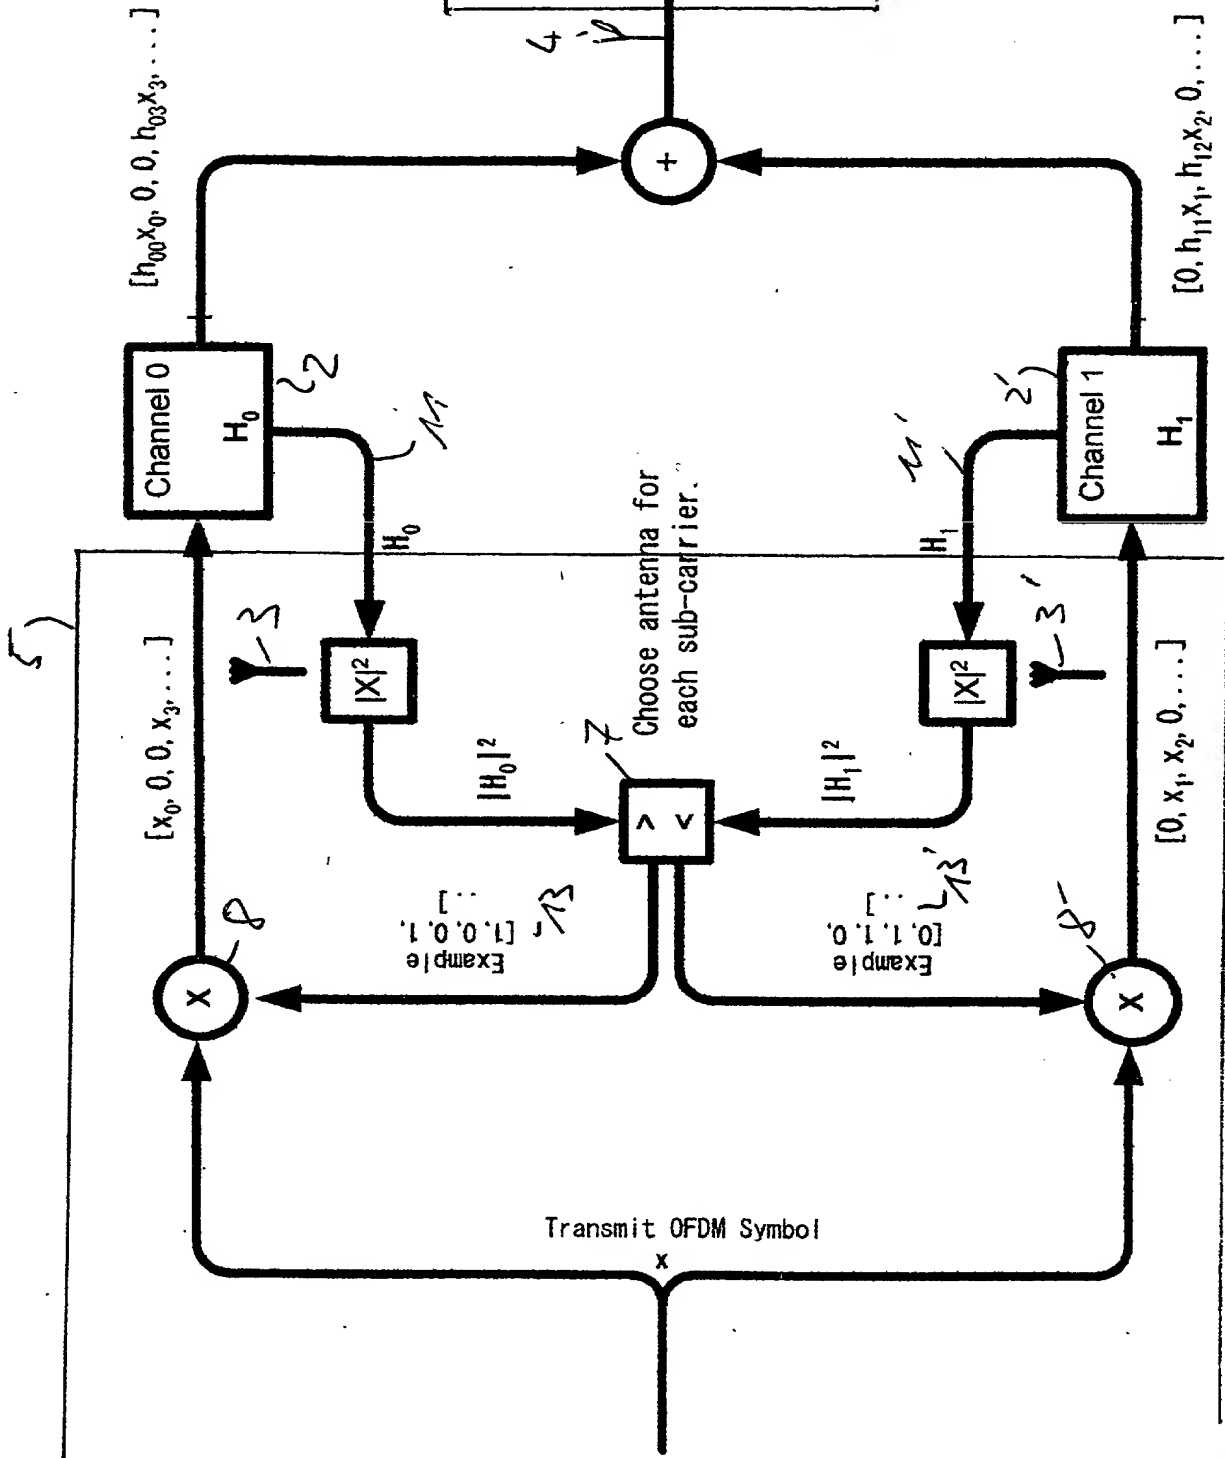 [h₀₀x₀, 0, 0, h₀₃x₃, ....]
4
+
[0, h₁₁x₁, h₁₂x₂, 0, ....]
Channel 0
H₀
2
11
H₀
Choose antenna for
each sub-carrier.
11'
H₁
2'
Channel 1
H₁
5
[x₀, 0, 0, x₃, ....]
3
|X|²
|H₀|²
7
>
<
|H₁|²
|X|²
3'
[0, x₁, x₂, 0, ....]
8
X
Example
[1, 0, 0, 1,
...]
13
Example
[0, 1, 1, 0,
...]
13'
8'
X
Transmit OFDM Symbol
x